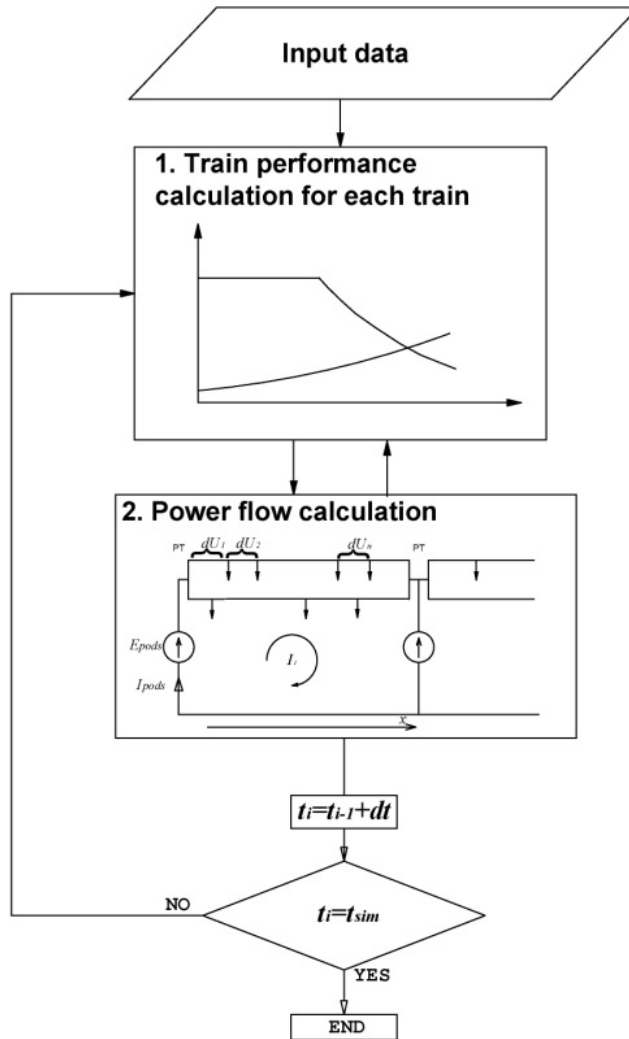 Input data
1. Train performance
calculation for each train
2. Power flow calculation
PT dU1 dU2 dUn PT
Epods
Ii
Ipods
x
ti=ti-1+dt
NO
ti=tsim
YES
END